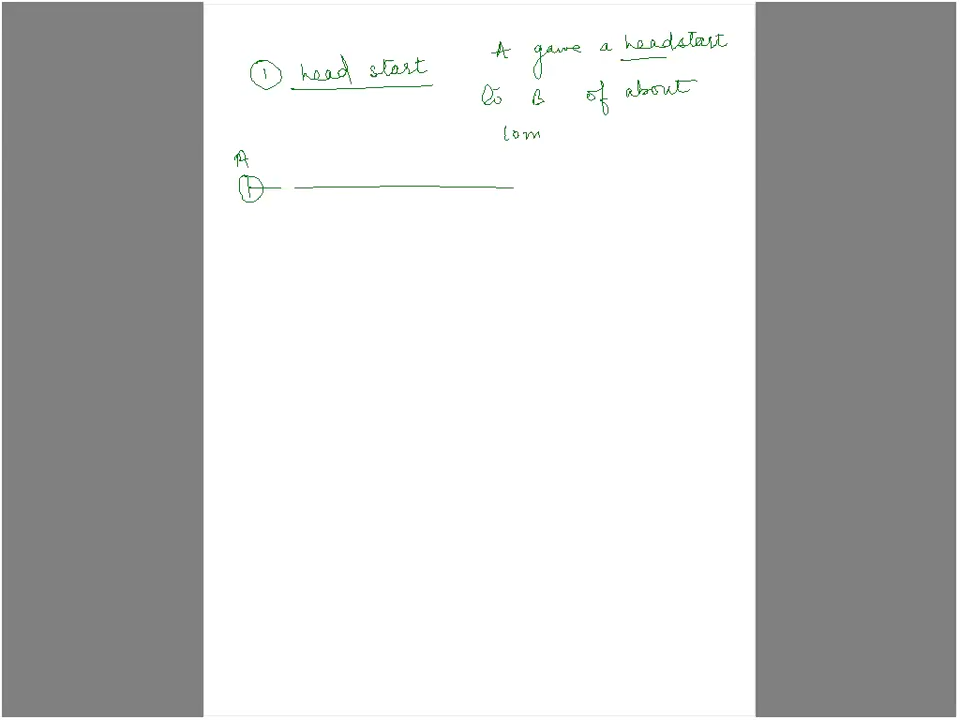 ① head start
A gave a headstart
to B of about
10m
A